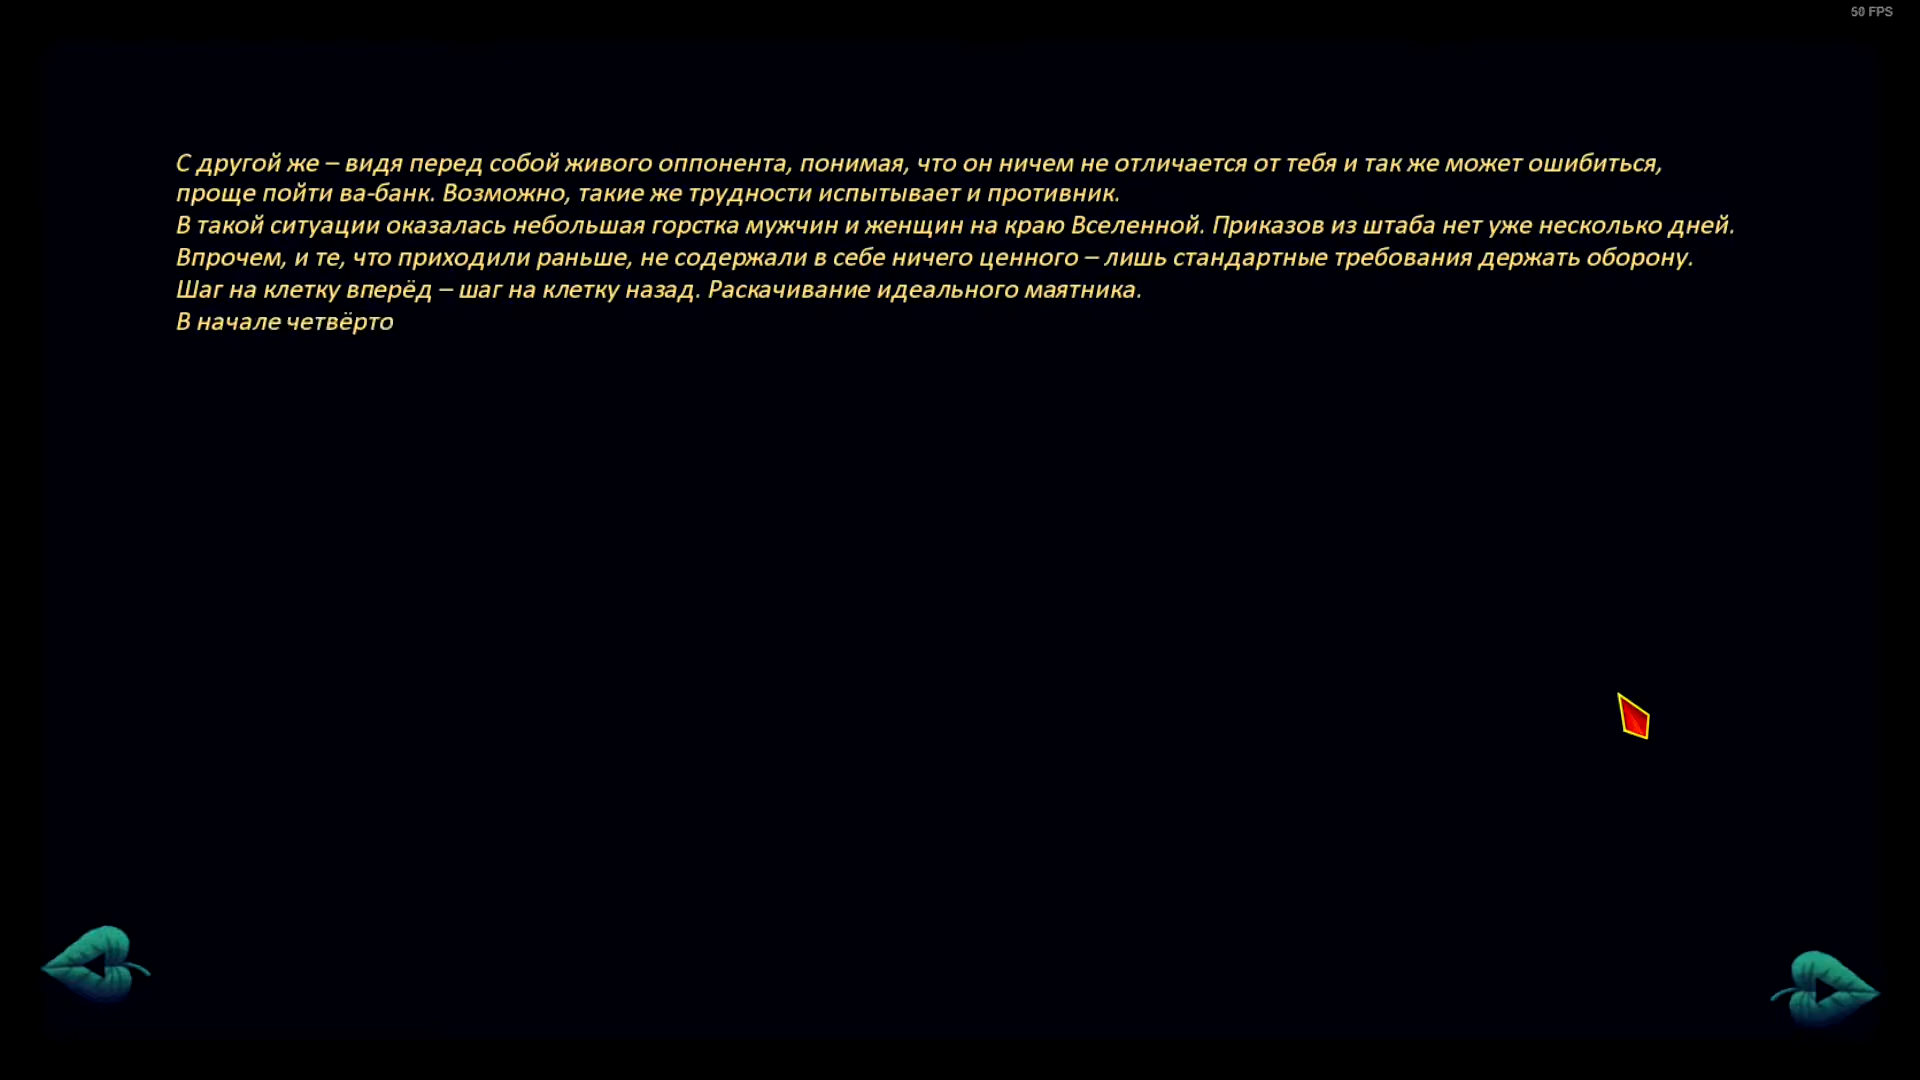 60 FPS
С другой же – видя перед собой живого оппонента, понимая, что он ничем не отличается от тебя и так же может ошибиться,
проще пойти ва-банк. Возможно, такие же трудности испытывает и противник.
В такой ситуации оказалась небольшая горстка мужчин и женщин на краю Вселенной. Приказов из штаба нет уже несколько дней.
Впрочем, и те, что приходили раньше, не содержали в себе ничего ценного – лишь стандартные требования держать оборону.
Шаг на клетку вперёд – шаг на клетку назад. Раскачивание идеального маятника.
В начале четвёрто